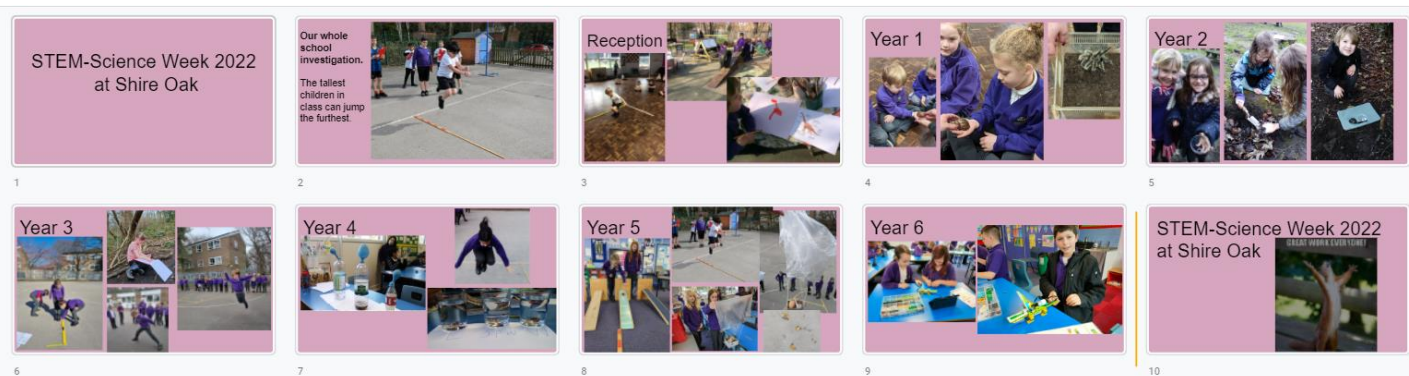 STEM-Science Week 2022
at Shire Oak
1
Our whole
school
investigation.
The tallest
children in
class can jump
the furthest.
2
Reception
3
Year 1
4
Year 2
5
Year 3
6
Year 4
7
Year 5
8
Year 6
9
STEM-Science Week 2022
at Shire Oak
GREAT WORK EVERYONE!
10